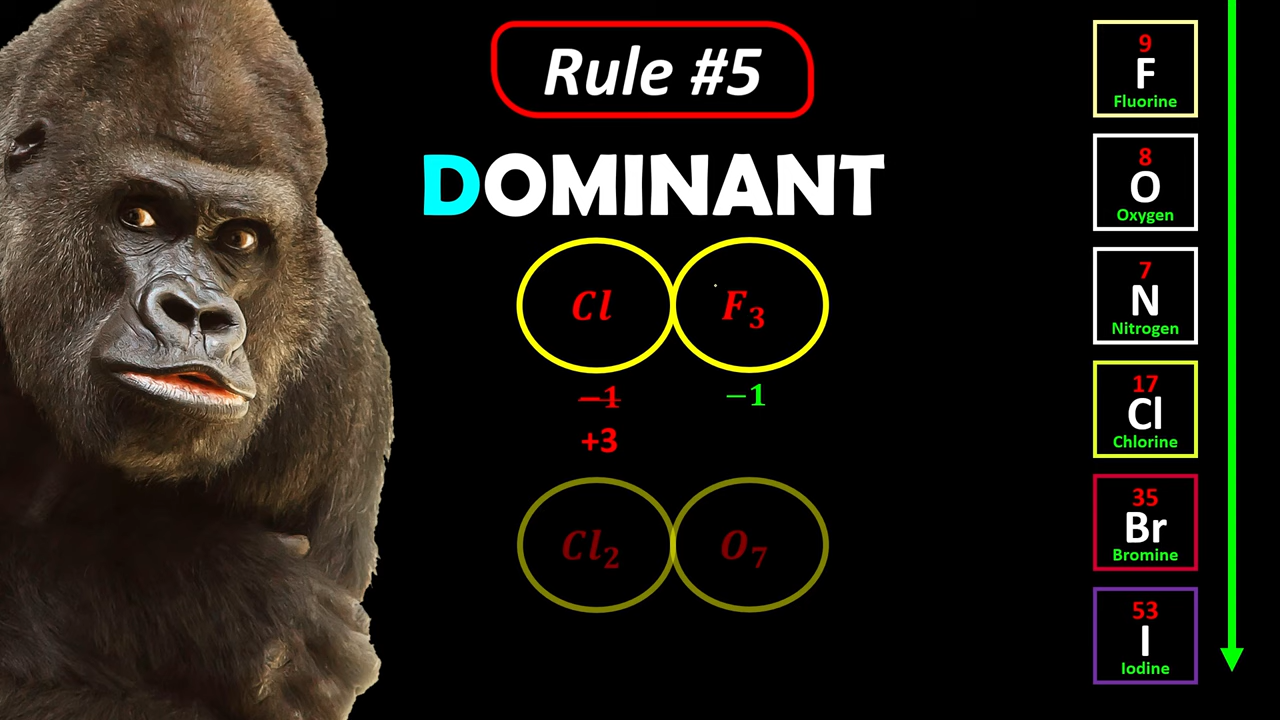 Rule #5
DOMINANT
Cl F₃
−1 −1
+3
Cl₂ O₇
9
F
Fluorine
8
O
Oxygen
7
N
Nitrogen
17
Cl
Chlorine
35
Br
Bromine
53
I
Iodine